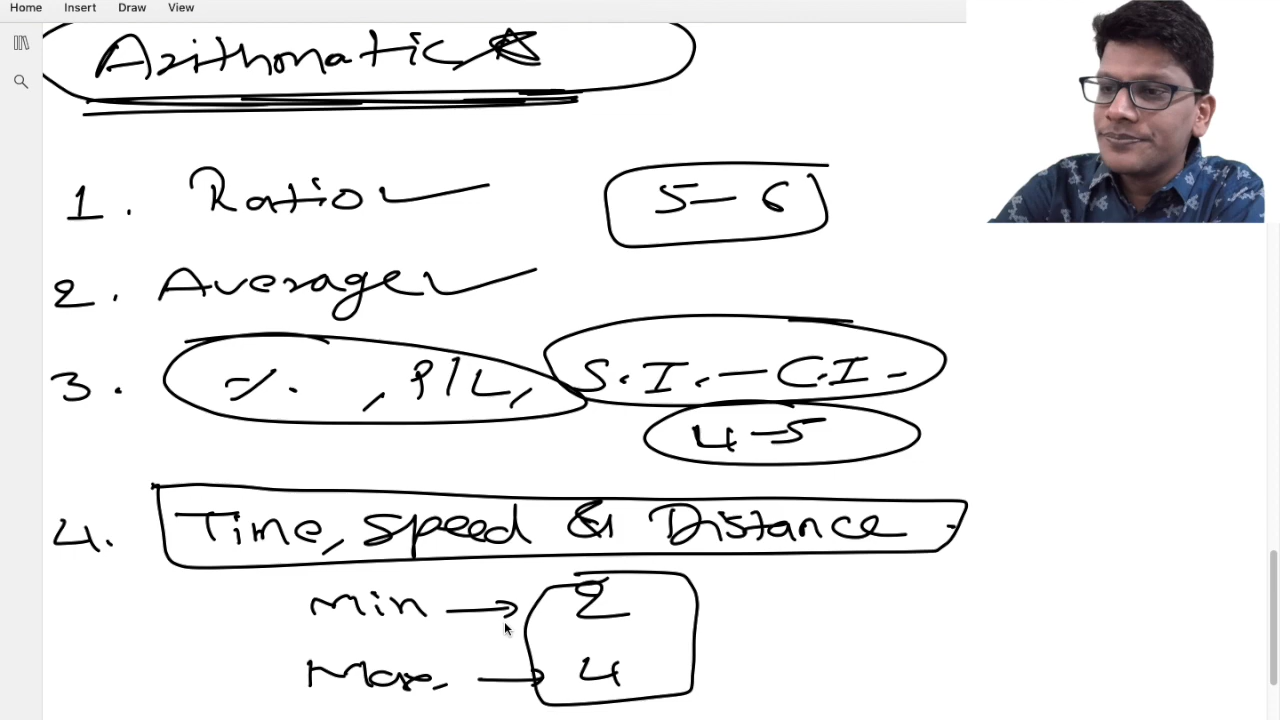 Home Insert Draw View
Arithmatic
1. Ratio 5-6
2. Average
3. %, P/L, S.I. - C.I.
4-5
4. Time, Speed & Distance
Min → 2
Max. → 4